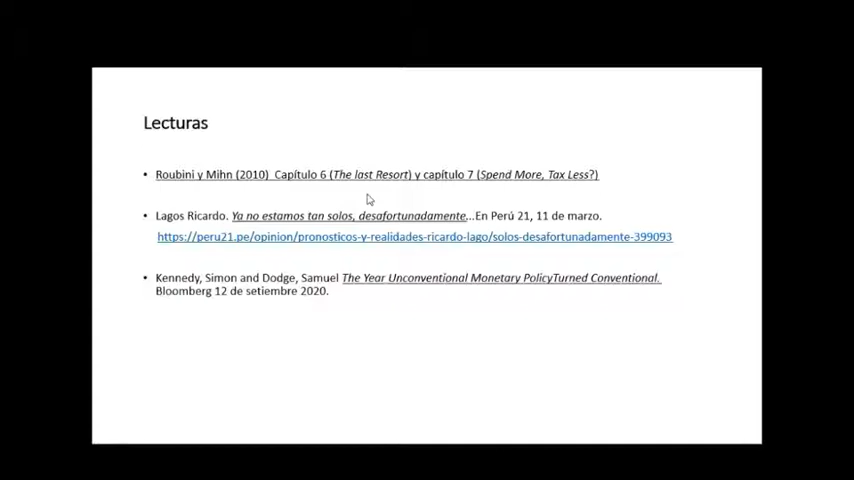 Lecturas
• Roubini y Mihn (2010) Capítulo 6 (The last Resort) y capítulo 7 (Spend More, Tax Less?)
• Lagos Ricardo. Ya no estamos tan solos, desafortunadamente...En Perú 21, 11 de marzo.
https://peru21.pe/opinion/pronosticos-y-realidades-ricardo-lago/solos-desafortunadamente-399093
• Kennedy, Simon and Dodge, Samuel The Year Unconventional Monetary PolicyTurned Conventional.
Bloomberg 12 de setiembre 2020.